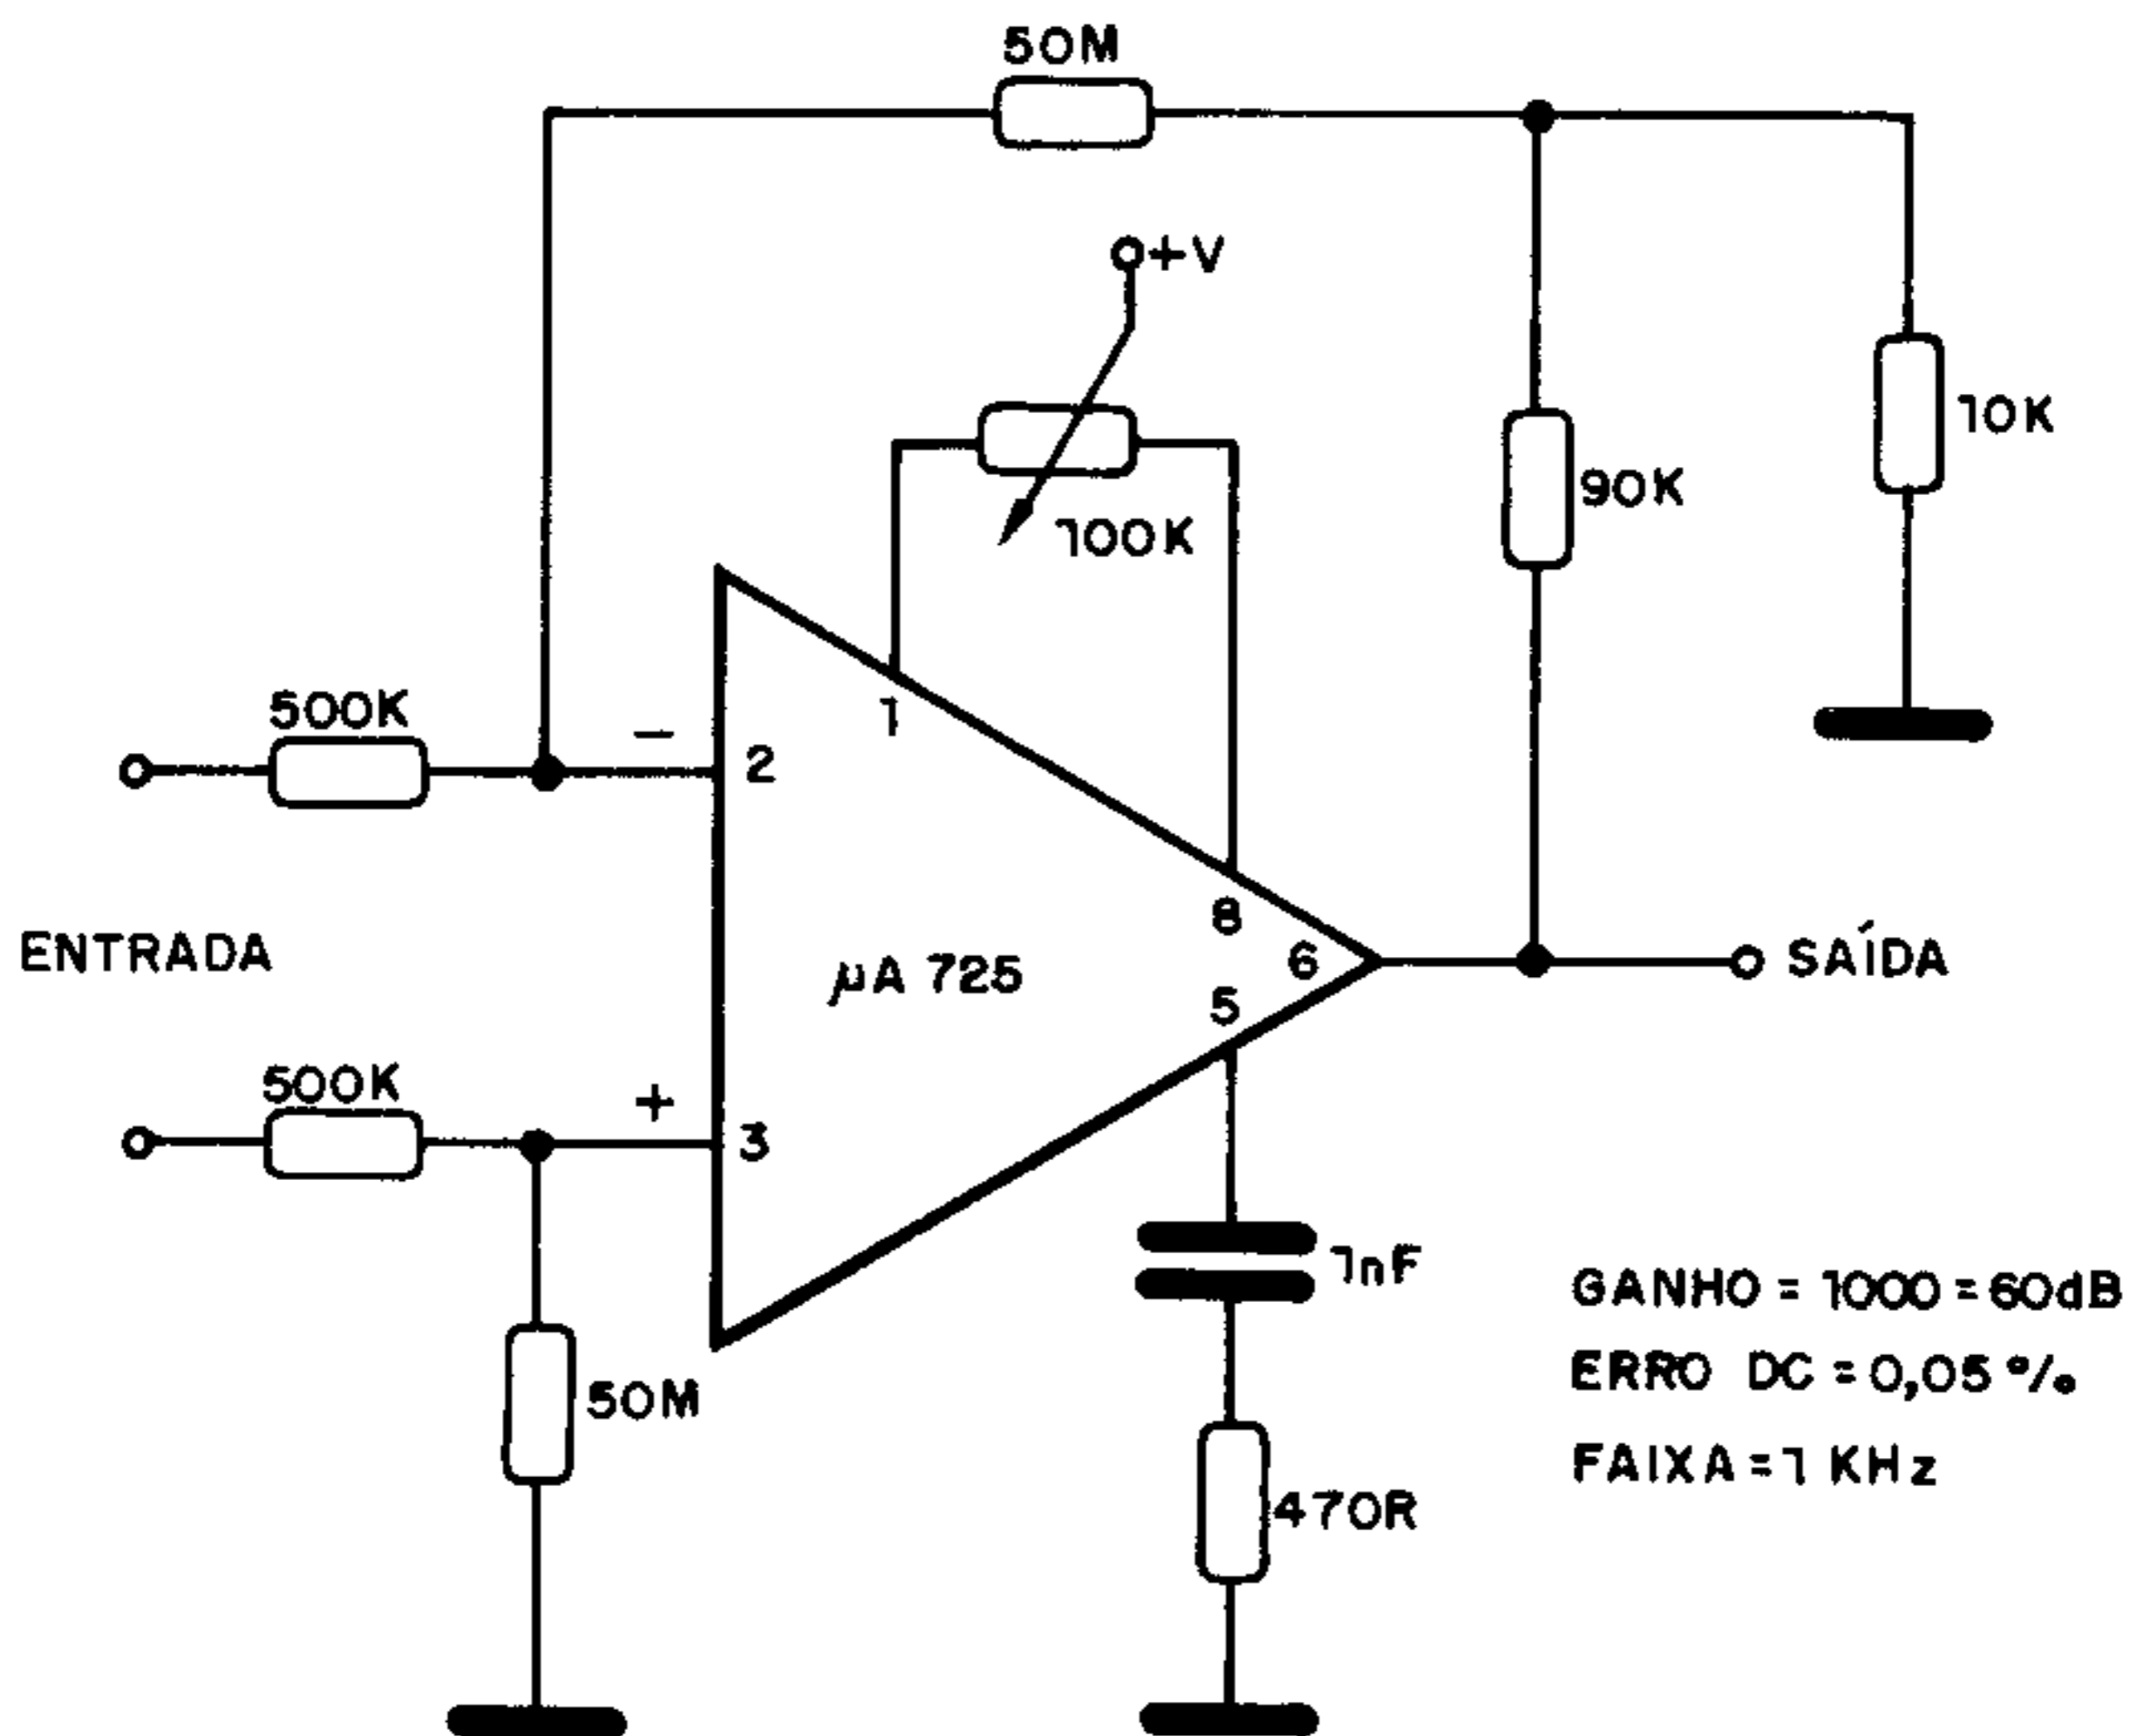 50M
+V
10K
90K
100K
500K
−
1
2
ENTRADA
8
µA 725
6
SAÍDA
5
500K
+
3
1nF
GANHO = 1000 = 60dB
50M
ERRO DC = 0,05 %
FAIXA = 1 KHz
470R